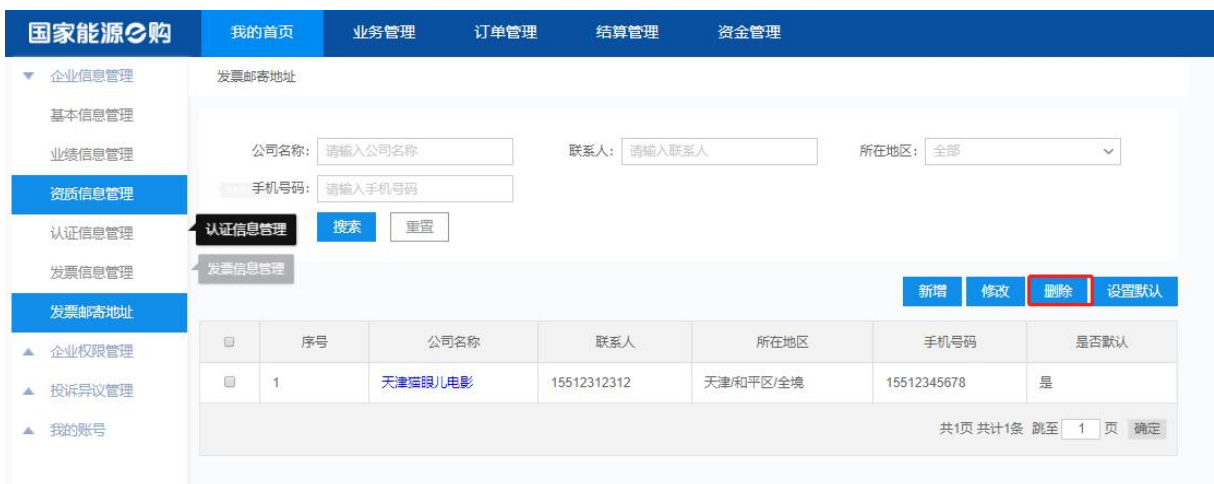 国家能源e购 我的首页 业务管理 订单管理 结算管理 资金管理
企业信息管理 发票邮寄地址
基本信息管理
业绩信息管理 公司名称: 请输入公司名称 联系人: 请输入联系人 所在地区: 全部
资质信息管理 手机号码: 请输入手机号码
认证信息管理 认证信息管理 搜索 重置
发票信息管理 发票信息管理
新增 修改 删除 设置默认
发票邮寄地址
序号 公司名称 联系人 所在地区 手机号码 是否默认
企业权限管理
1 天津猫眼儿电影 15512312312 天津/和平区/全境 15512345678 是
投诉异议管理
我的账号 共1页 共计1条 跳至 1 页 确定